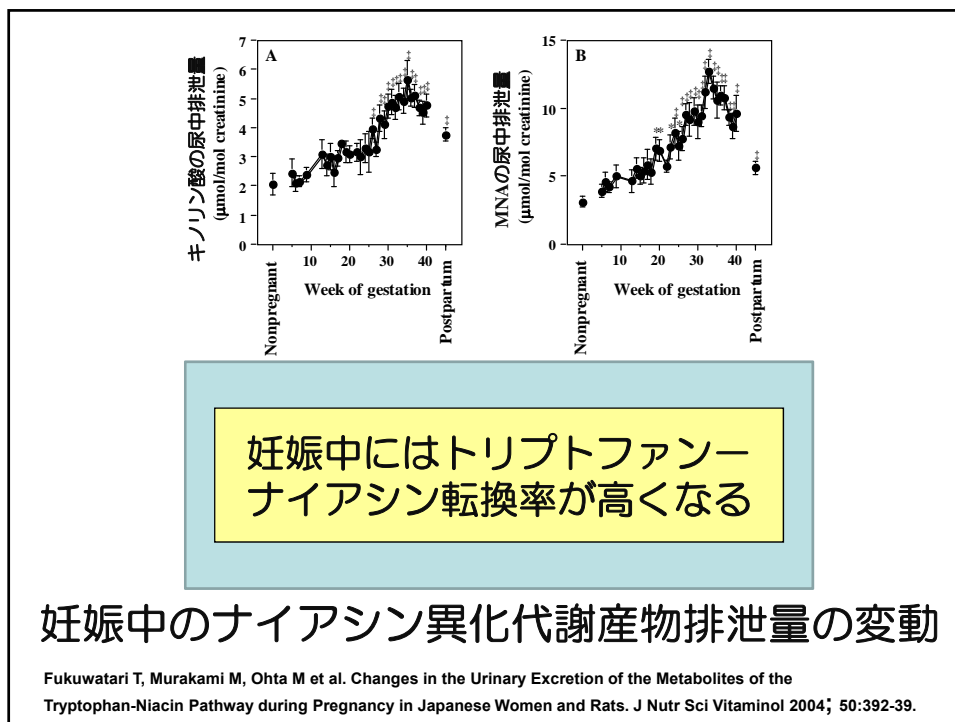 A
キノリン酸の尿中排泄量
(μmol/mol creatinine)
7
6
5
4
3
2
1
0
10
20
30
40
Week of gestation
Nonpregnant
Postpartum
B
MNAの尿中排泄量
(μmol/mol creatinine)
15
10
5
0
10
20
30
40
Week of gestation
Nonpregnant
Postpartum
妊娠中にはトリプトファンー
ナイアシン転換率が高くなる
妊娠中のナイアシン異化代謝産物排泄量の変動
Fukuwatari T, Murakami M, Ohta M et al. Changes in the Urinary Excretion of the Metabolites of the
Tryptophan-Niacin Pathway during Pregnancy in Japanese Women and Rats. J Nutr Sci Vitaminol 2004; 50:392-39.